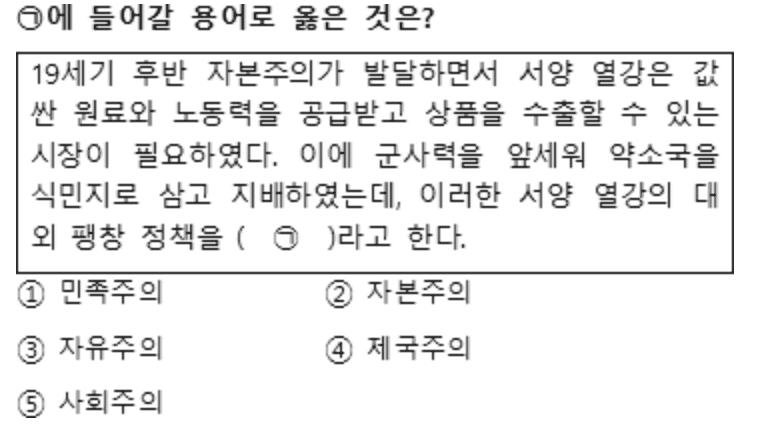 ㉠에 들어갈 용어로 옳은 것은?
19세기 후반 자본주의가 발달하면서 서양 열강은 값
싼 원료와 노동력을 공급받고 상품을 수출할 수 있는
시장이 필요하였다. 이에 군사력을 앞세워 약소국을
식민지로 삼고 지배하였는데, 이러한 서양 열강의 대
외 팽창 정책을 ( ㉠ )라고 한다.
① 민족주의 ② 자본주의
③ 자유주의 ④ 제국주의
⑤ 사회주의